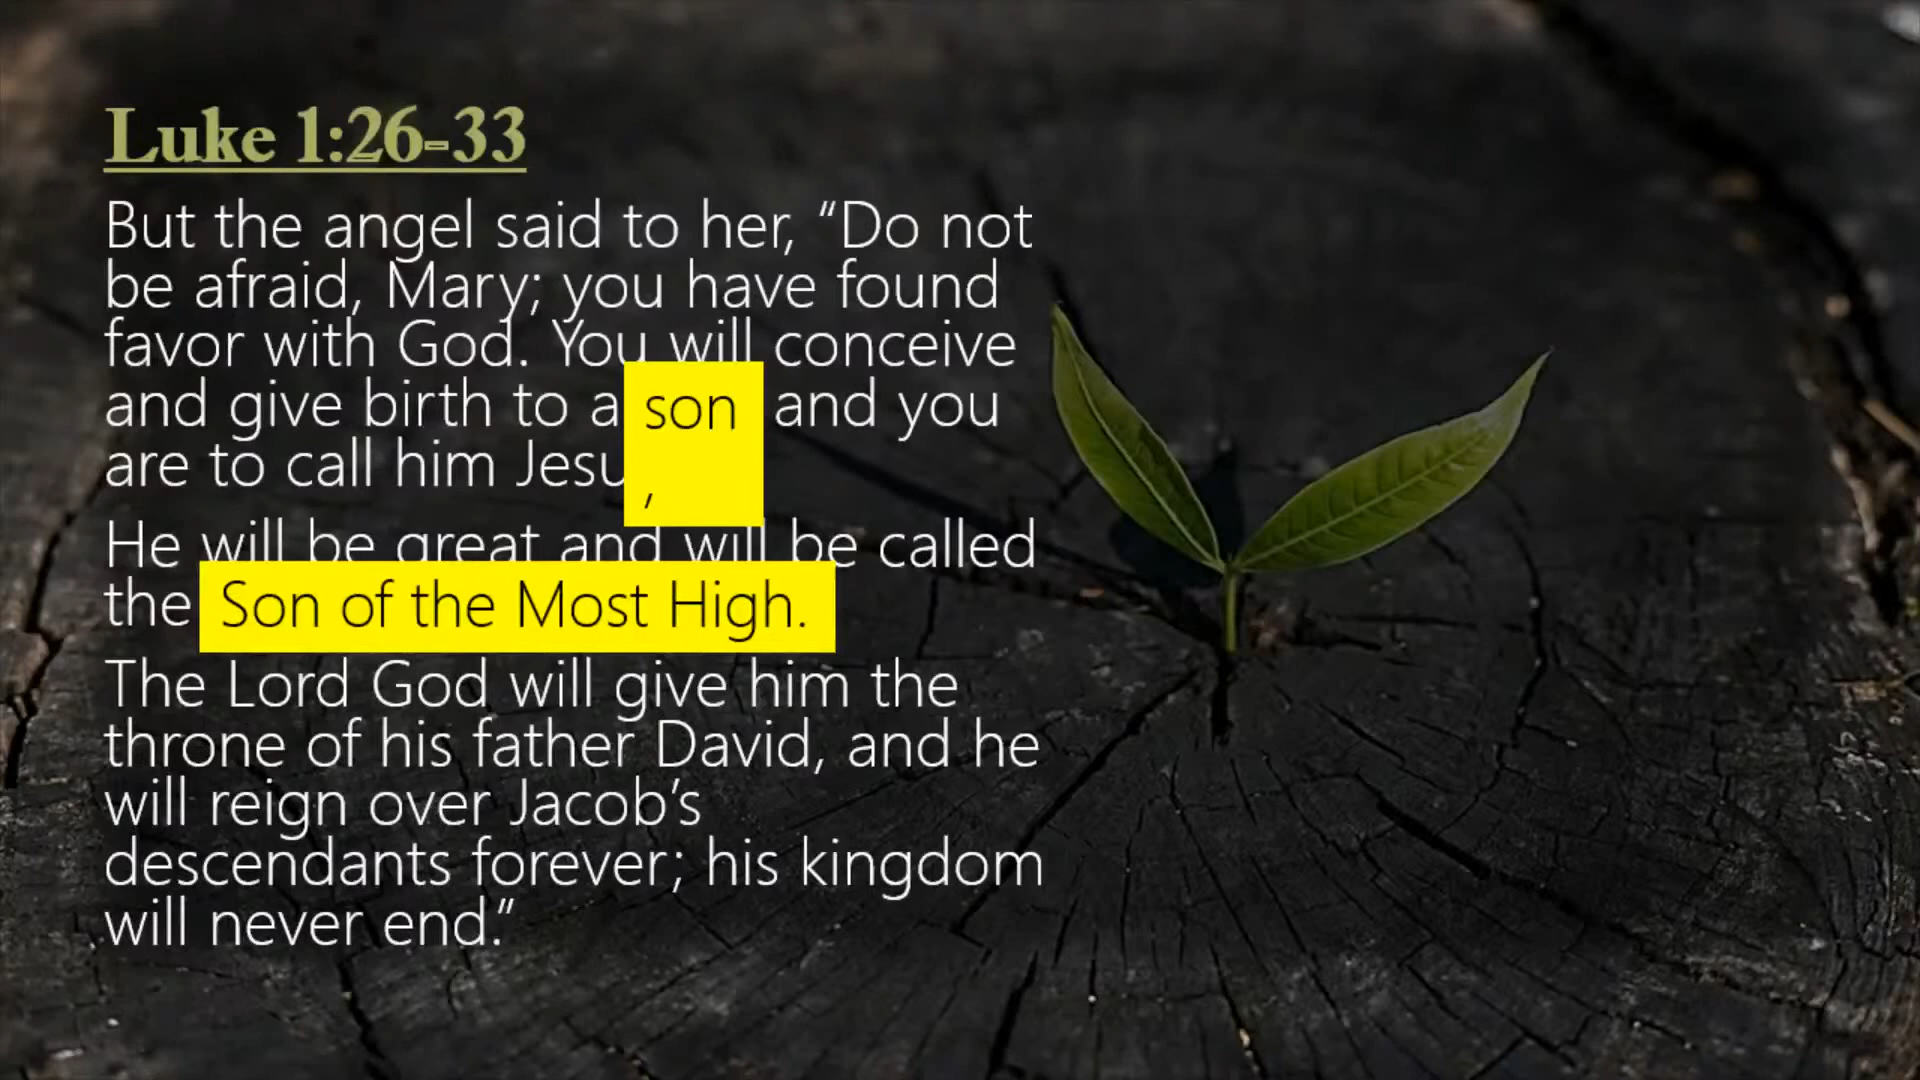 Luke 1:26-33
But the angel said to her, “Do not
be afraid, Mary; you have found
favor with God. You will conceive
and give birth to a son and you
are to call him Jesu ,
He will be great and will be called
the Son of the Most High.
The Lord God will give him the
throne of his father David, and he
will reign over Jacob’s
descendants forever; his kingdom
will never end.”